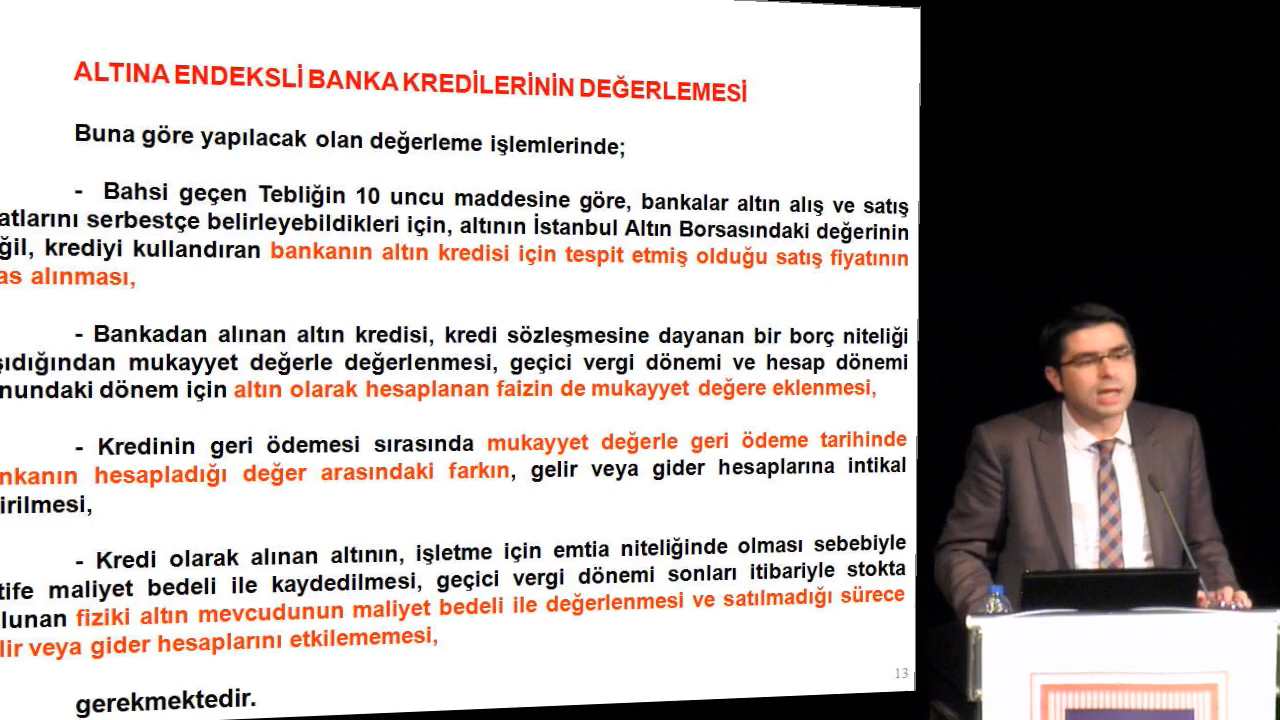 ALTINA ENDEKSLİ BANKA KREDİLERİNİN DEĞERLEMESİ
Buna göre yapılacak olan değerleme işlemlerinde;
- Bahsi geçen Tebliğin 10 uncu maddesine göre, bankalar altın alış ve satış
atlarını serbestçe belirleyebildikleri için, altının İstanbul Altın Borsasındaki değerinin
ğil, krediyi kullandıran bankanın altın kredisi için tespit etmiş olduğu satış fiyatının
as alınması,
- Bankadan alınan altın kredisi, kredi sözleşmesine dayanan bir borç niteliği
şıdığından mukayyet değerle değerlenmesi, geçici vergi dönemi ve hesap dönemi
nundaki dönem için altın olarak hesaplanan faizin de mukayyet değere eklenmesi,
- Kredinin geri ödemesi sırasında mukayyet değerle geri ödeme tarihinde
nkanın hesapladığı değer arasındaki farkın, gelir veya gider hesaplarına intikal
irilmesi,
- Kredi olarak alınan altının, işletme için emtia niteliğinde olması sebebiyle
tife maliyet bedeli ile kaydedilmesi, geçici vergi dönemi sonları itibariyle stokta
lunan fiziki altın mevcudunun maliyet bedeli ile değerlenmesi ve satılmadığı sürece
lir veya gider hesaplarını etkilememesi,
13
gerekmektedir.